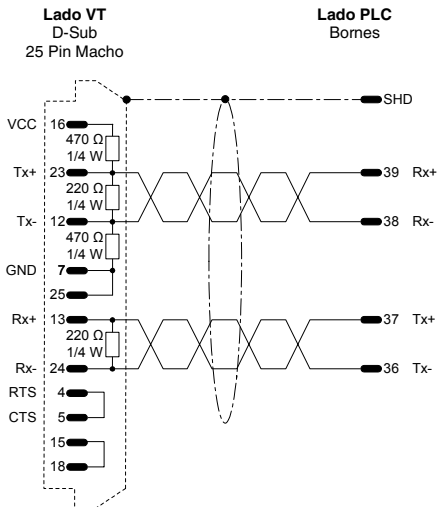 Lado VT
D-Sub
25 Pin Macho
Lado PLC
Bornes
SHD
VCC 16
470 Ω
1/4 W
Tx+ 23 39 Rx+
220 Ω
1/4 W
Tx- 12 38 Rx-
470 Ω
1/4 W
GND 7
25
Rx+ 13 37 Tx+
220 Ω
1/4 W
Rx- 24 36 Tx-
RTS 4
CTS 5
15
18